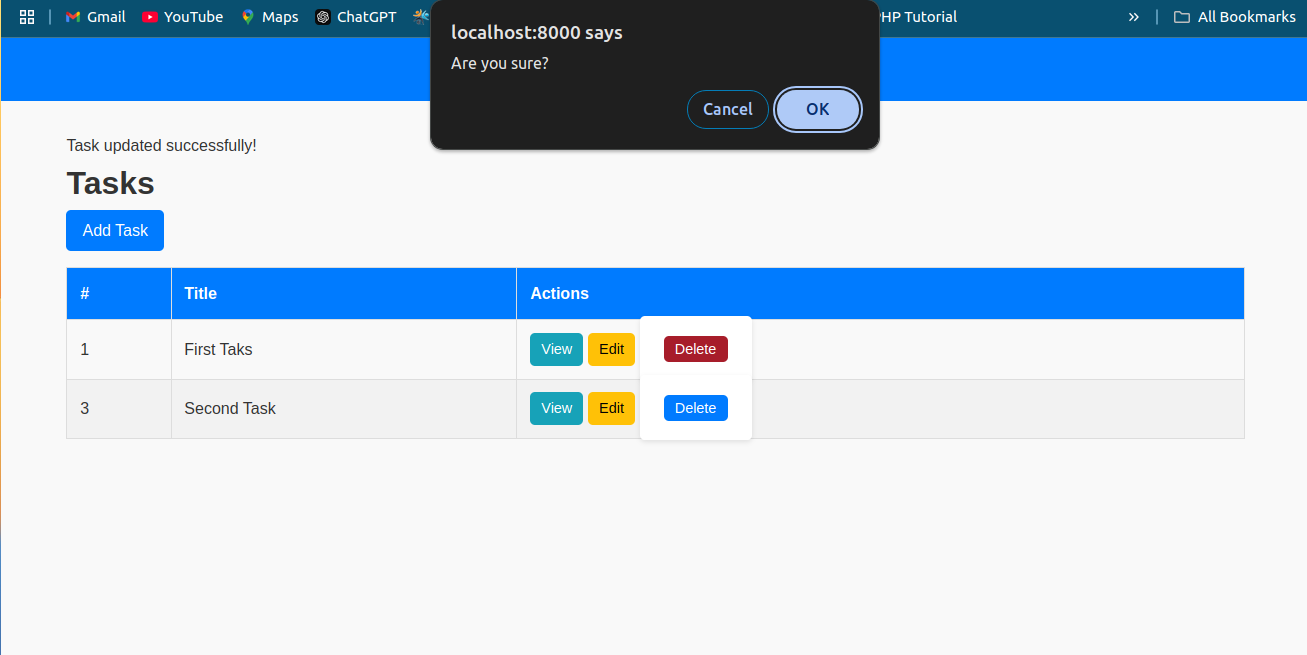 Gmail YouTube Maps ChatGPT PHP Tutorial » All Bookmarks
localhost:8000 says
Are you sure?
Cancel OK
Task updated successfully!
Tasks
Add Task
# Title Actions
1 First Taks View Edit Delete
3 Second Task View Edit Delete